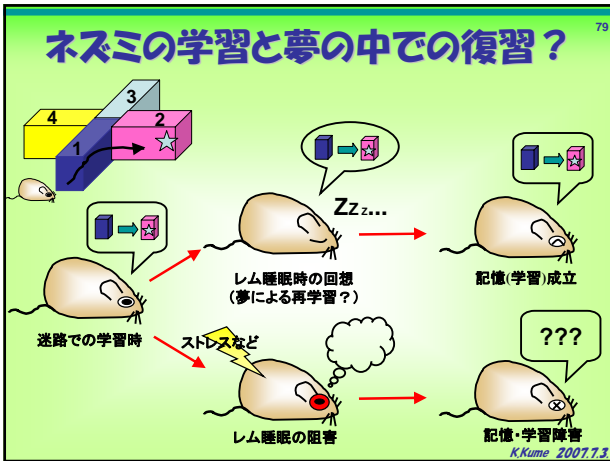 79
ネズミの学習と夢の中での復習？
3
4
2
1
Zzz...
レム睡眠時の回想
（夢による再学習？）
記憶(学習)成立
迷路での学習時
ストレスなど
???
レム睡眠の阻害
記憶・学習障害
K.Kume 2007.7.3.